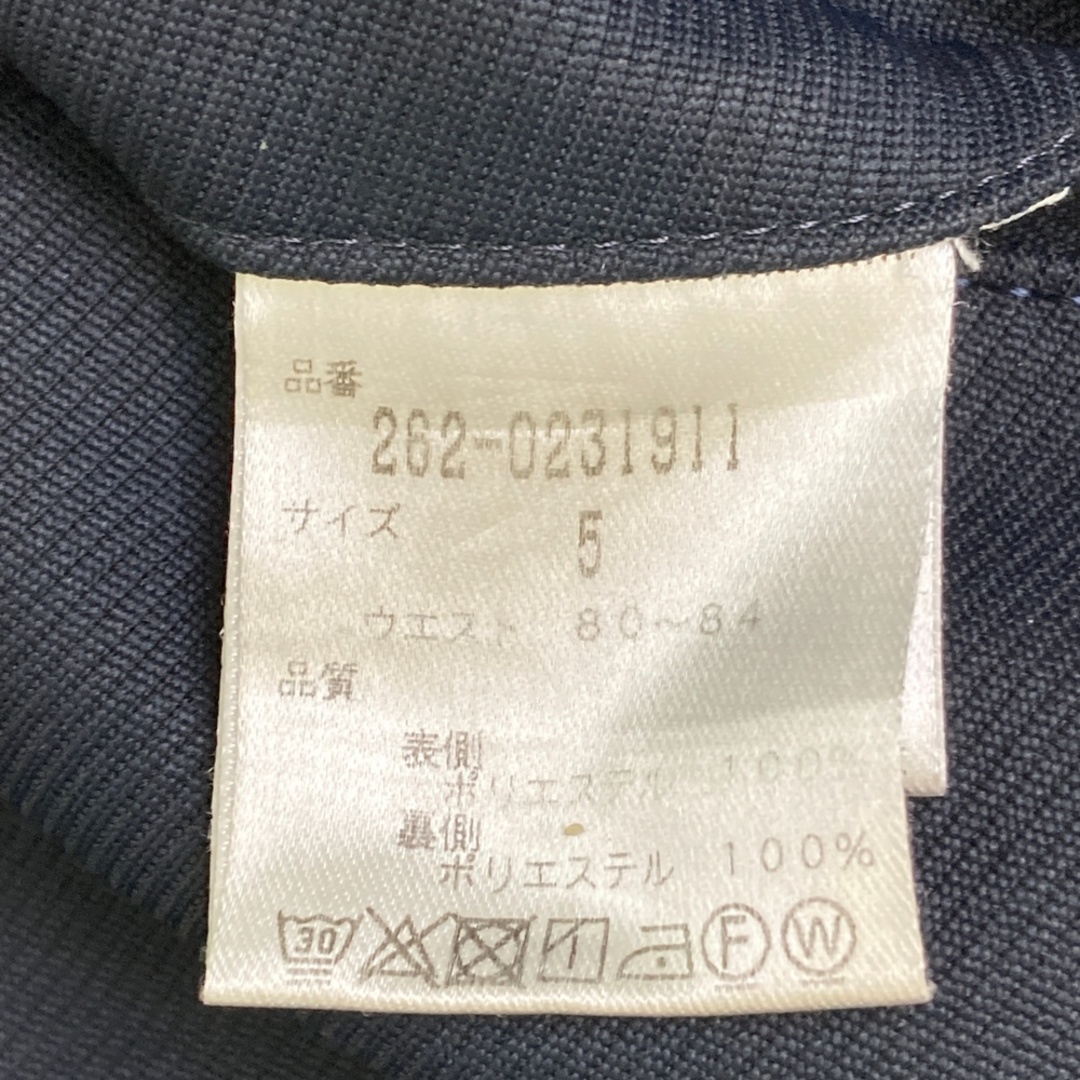 品番
262-0231911
サイズ 5
ウエスト 80~84
品質
表側
ポリエステル 100%
裏側
ポリエステル 100%
30 F W